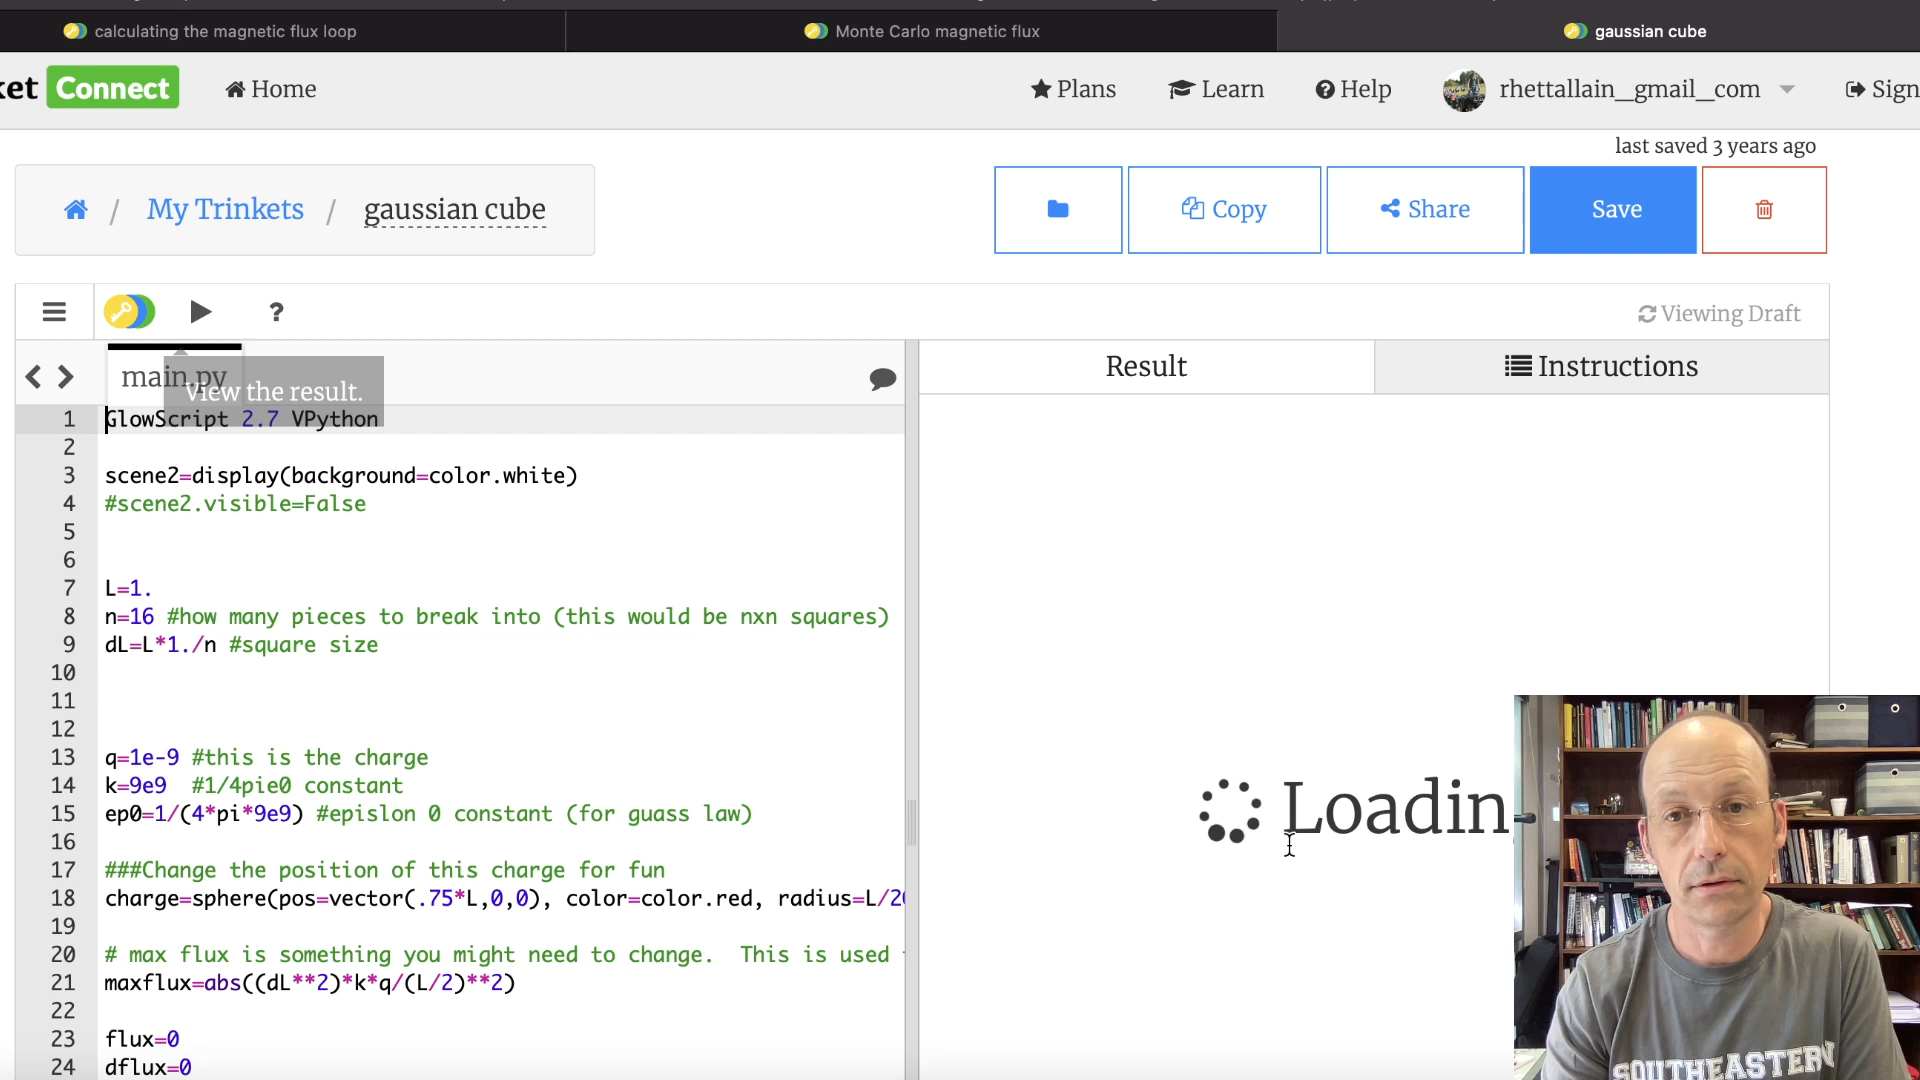 calculating the magnetic flux loop
Monte Carlo magnetic flux
gaussian cube
ket Connect
Home
Plans
Learn
Help
rhettallain_gmail_com
Sign
last saved 3 years ago
/ My Trinkets / gaussian cube
Copy
Share
Save
?
Viewing Draft
main.py
View the result.
Result
Instructions
1 GlowScript 2.7 VPython
2
3 scene2=display(background=color.white)
4 #scene2.visible=False
5
6
7 L=1.
8 n=16 #how many pieces to break into (this would be nxn squares)
9 dL=L*1./n #square size
10
11
12
13 q=1e-9 #this is the charge
14 k=9e9 #1/4pie0 constant
15 ep0=1/(4*pi*9e9) #epislon 0 constant (for guass law)
16
17 ###Change the position of this charge for fun
18 charge=sphere(pos=vector(.75*L,0,0), color=color.red, radius=L/20
19
20 # max flux is something you might need to change. This is used
21 maxflux=abs((dL**2)*k*q/(L/2)**2)
22
23 flux=0
24 dflux=0
Loadin
SOUTHEASTERN